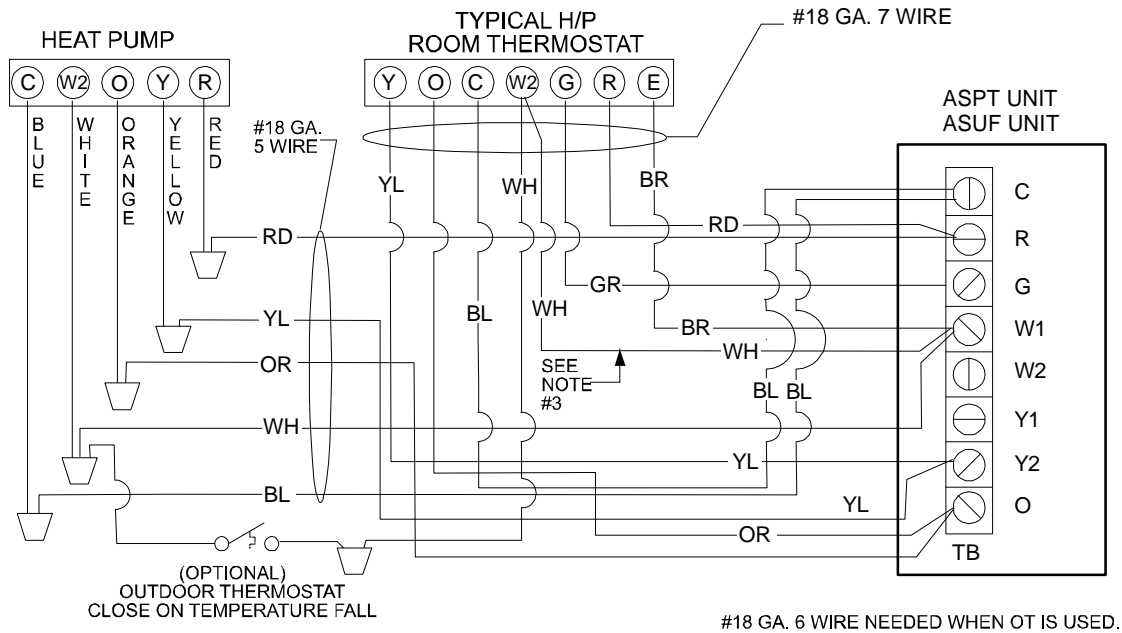 #18 GA. 7 WIRE
TYPICAL H/P
ROOM THERMOSTAT
HEAT PUMP
C W2 O Y R
Y O C W2 G R E
ASPT UNIT
ASUF UNIT
BLUE
WHITE
ORANGE
YELLOW
RED
#18 GA.
5 WIRE
YL
WH
BR
C
RD
RD
R
GR
G
BL
WH
YL
BR
W1
WH
OR
SEE
NOTE
#3
W2
BL BL
Y1
WH
YL
Y2
BL
YL
O
OR
TB
(OPTIONAL)
OUTDOOR THERMOSTAT
CLOSE ON TEMPERATURE FALL
#18 GA. 6 WIRE NEEDED WHEN OT IS USED.